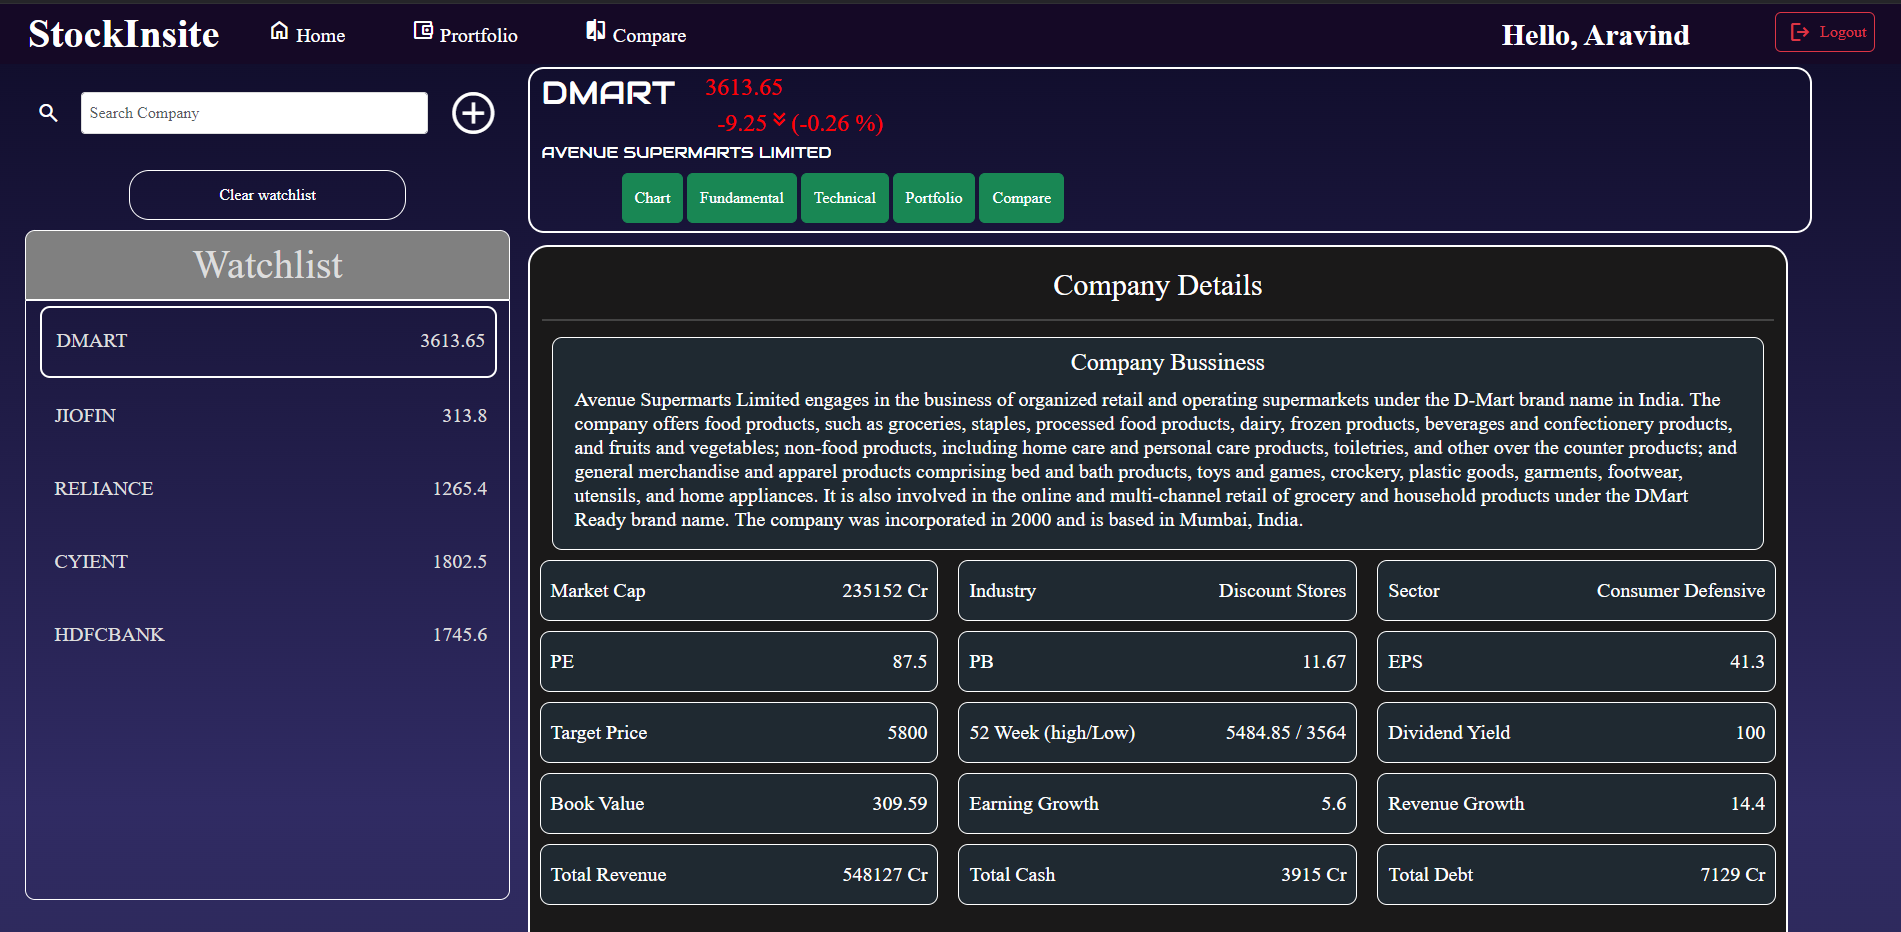 StockInsite
Home
Prortfolio
Compare
Hello, Aravind
Logout
Search Company
Clear watchlist
Watchlist
DMART 3613.65
JIOFIN 313.8
RELIANCE 1265.4
CYIENT 1802.5
HDFCBANK 1745.6
DMART 3613.65
-9.25 (-0.26 %)
AVENUE SUPERMARTS LIMITED
Chart
Fundamental
Technical
Portfolio
Compare
Company Details
Company Bussiness
Avenue Supermarts Limited engages in the business of organized retail and operating supermarkets under the D-Mart brand name in India. The
company offers food products, such as groceries, staples, processed food products, dairy, frozen products, beverages and confectionery products,
and fruits and vegetables; non-food products, including home care and personal care products, toiletries, and other over the counter products; and
general merchandise and apparel products comprising bed and bath products, toys and games, crockery, plastic goods, garments, footwear,
utensils, and home appliances. It is also involved in the online and multi-channel retail of grocery and household products under the DMart
Ready brand name. The company was incorporated in 2000 and is based in Mumbai, India.
Market Cap 235152 Cr
Industry Discount Stores
Sector Consumer Defensive
PE 87.5
PB 11.67
EPS 41.3
Target Price 5800
52 Week (high/Low) 5484.85 / 3564
Dividend Yield 100
Book Value 309.59
Earning Growth 5.6
Revenue Growth 14.4
Total Revenue 548127 Cr
Total Cash 3915 Cr
Total Debt 7129 Cr